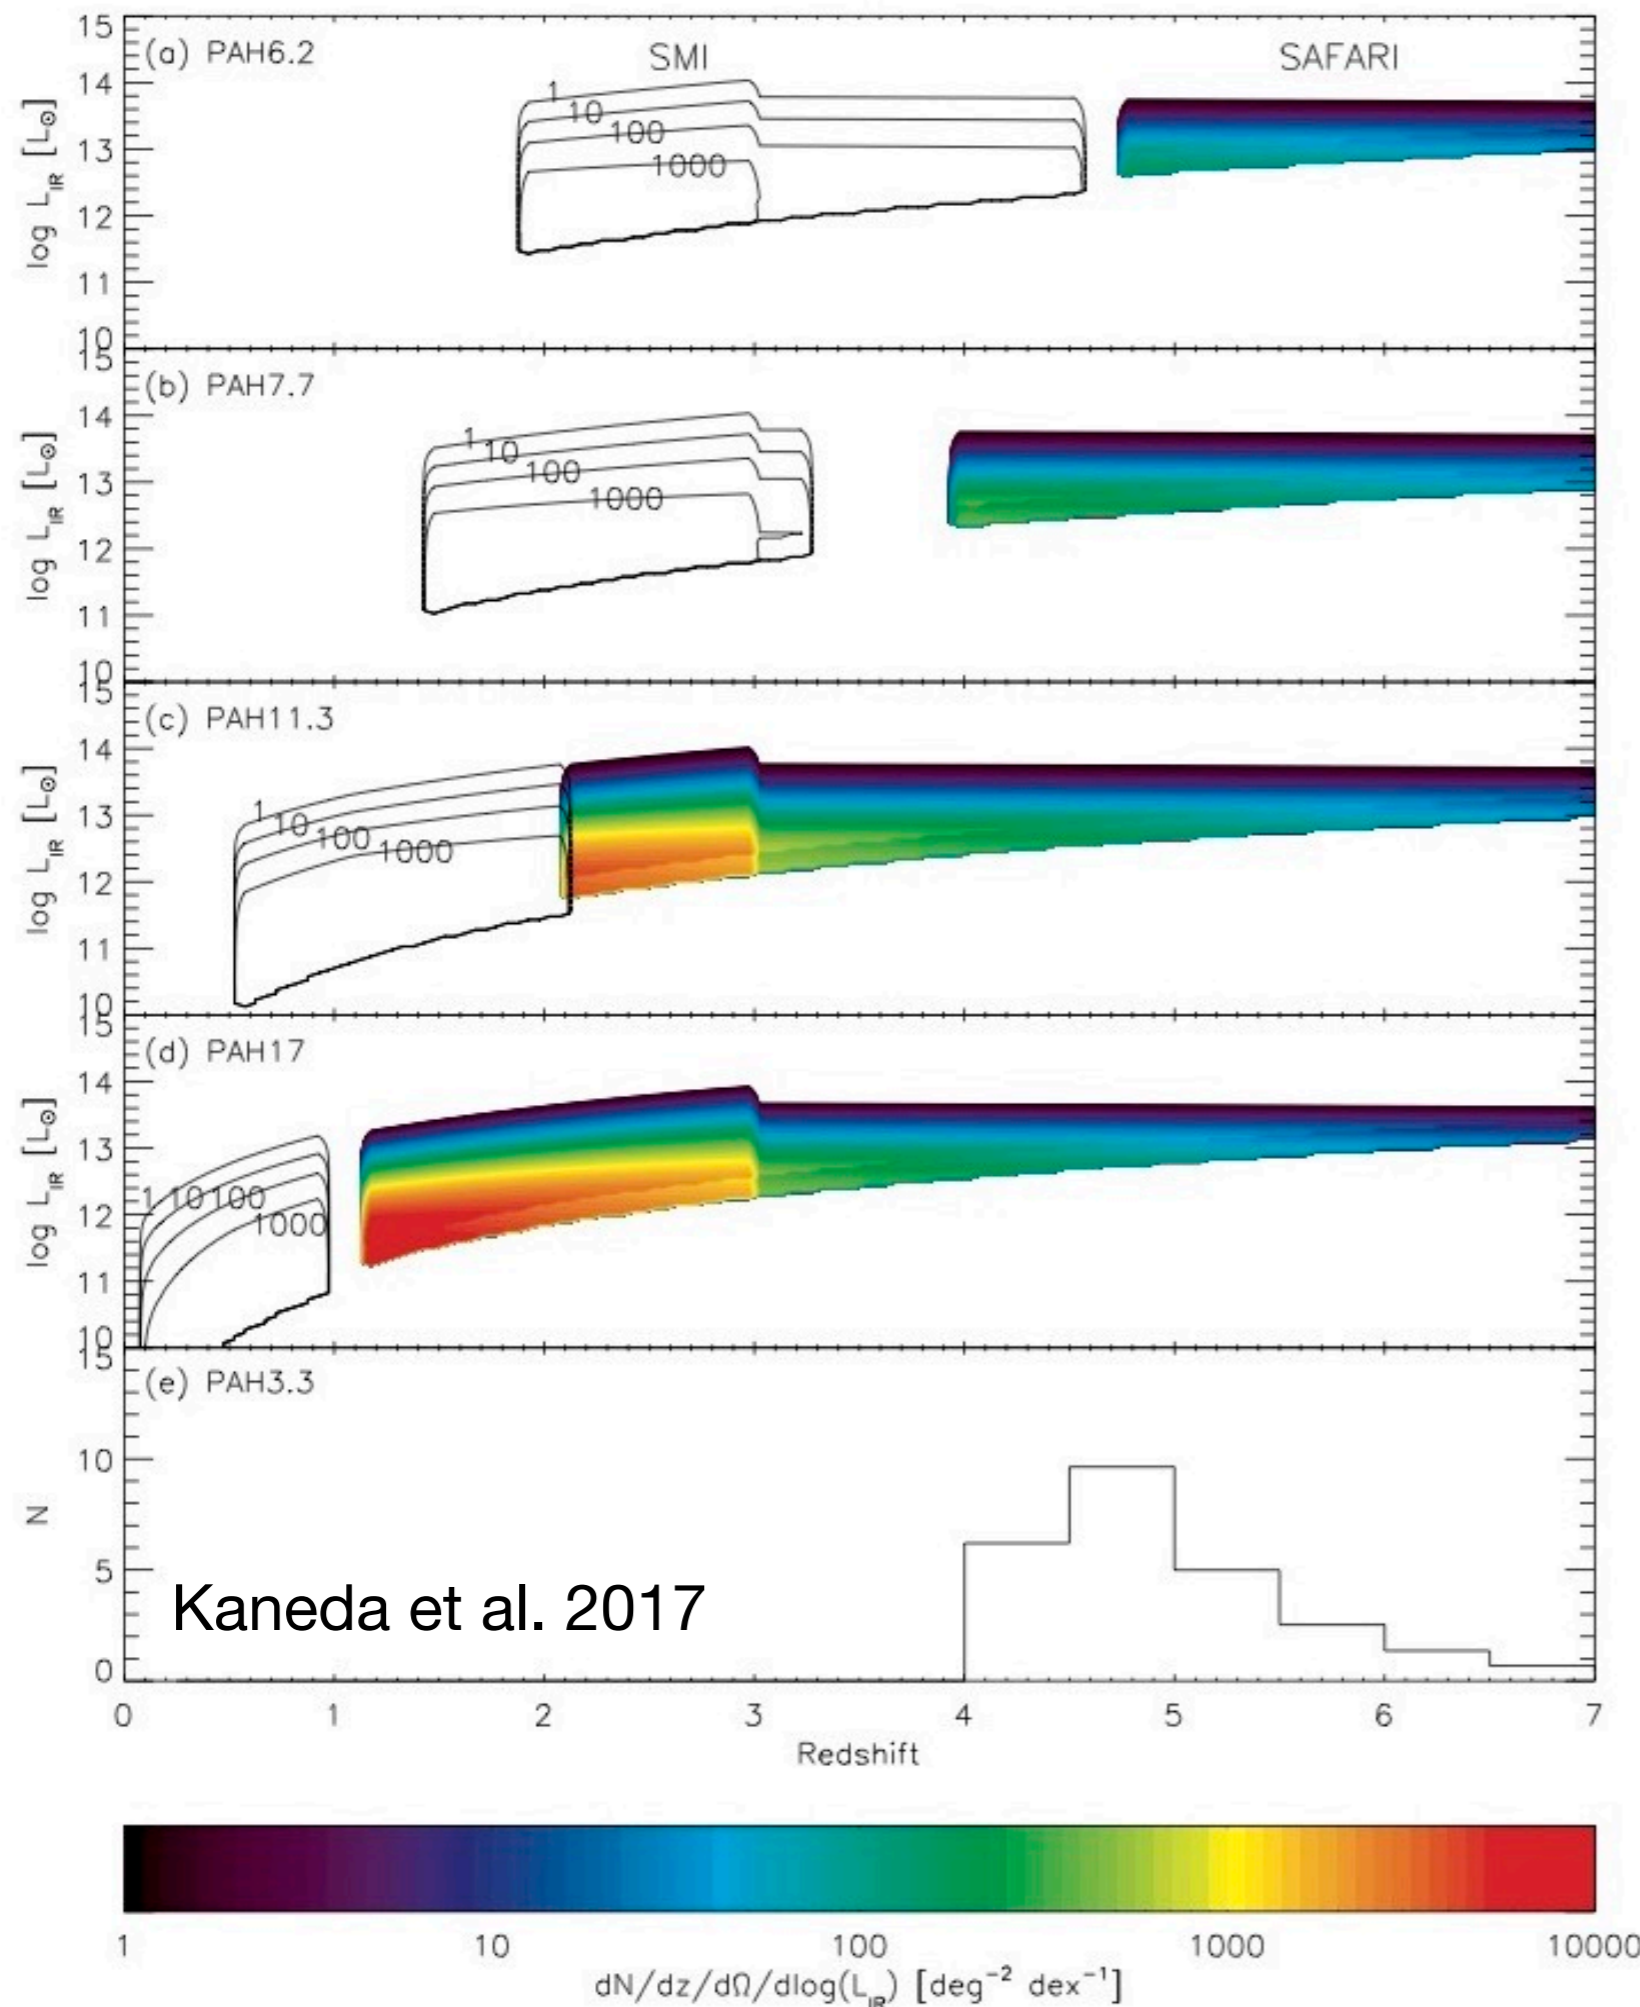 15
(a) PAH6.2 SMI SAFARI
14
13
12
11
10
log L_IR [L⊙]
1
10
100
1000
15
(b) PAH7.7
14
13
12
11
10
log L_IR [L⊙]
1
10
100
1000
15
(c) PAH11.3
14
13
12
11
10
log L_IR [L⊙]
1
10
100
1000
15
(d) PAH17
14
13
12
11
10
log L_IR [L⊙]
1 10 100
1000
15
(e) PAH3.3
10
5
0
N
Kaneda et al. 2017
0 1 2 3 4 5 6 7
Redshift
1 10 100 1000 10000
dN/dz/dΩ/dlog(L_IR) [deg⁻² dex⁻¹]